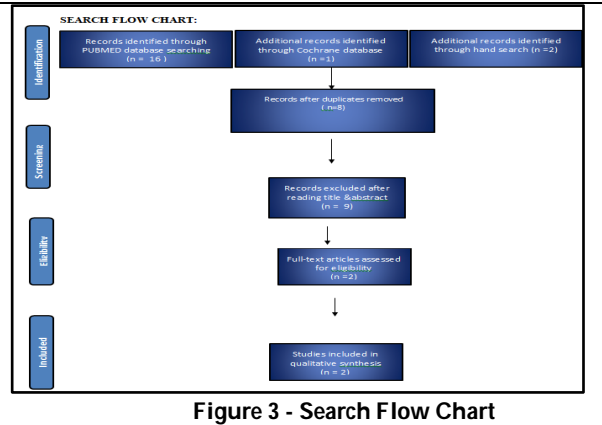 SEARCH FLOW CHART:
Identification
Records identified through
PUBMED database searching
(n = 16 )
Additional records identified
through Cochrane database
(n =1)
Additional records identified
through hand search (n =2)
Records after duplicates removed
( n=8)
Screening
Records excluded after
reading title &abstract
(n = 9)
Eligibility
Full-text articles assessed
for eligibility
(n =2)
Included
Studies included in
qualitative synthesis
(n = 2)
Figure 3 - Search Flow Chart